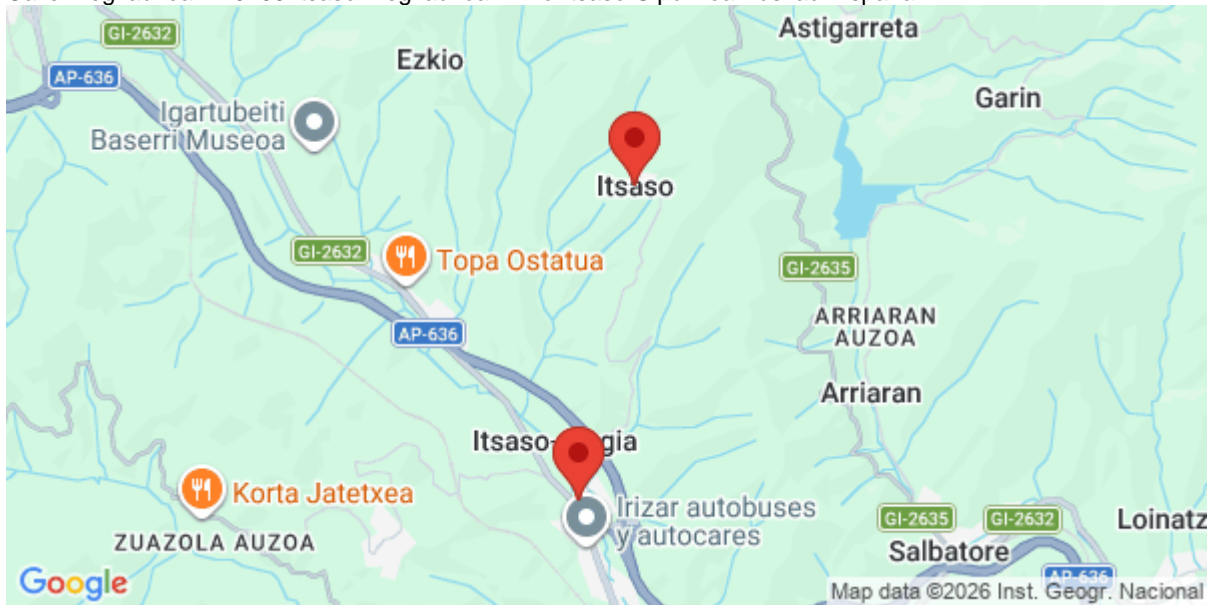 GI-2632
Astigarreta
Ezkio
AP-636
Garin
Igartubeiti
Baserri Museoa
Itsaso
GI-2632
Topa Ostatua
GI-2635
ARRIARAN
AUZOA
AP-636
Arriaran
Korta Jatetxea
Irizar autobuses
y autocares
GI-2635
GI-2632
Loinatz
ZUAZOLA AUZOA
Salbatore
AP-636
Google
Map data ©2026 Inst. Geogr. Nacional